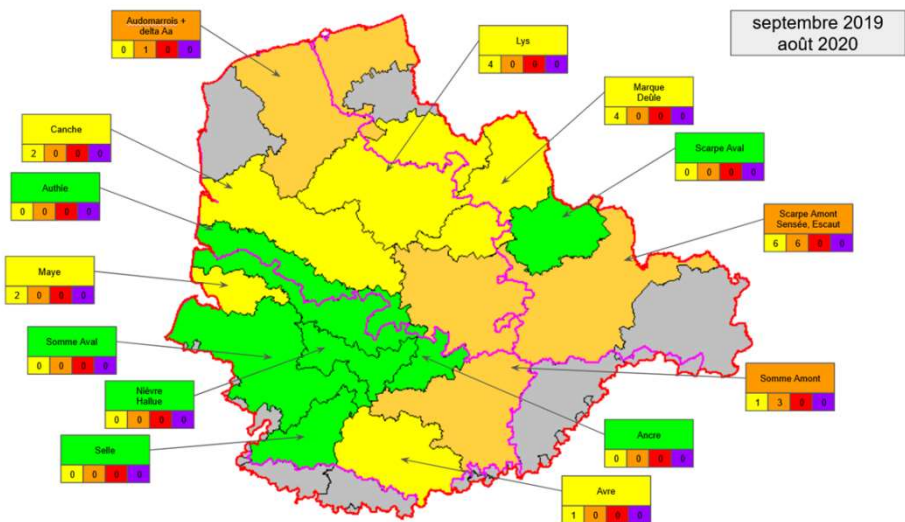 septembre 2019
août 2020
Audomarrois +
delta Aa
0 1 0 0
Lys
4 0 0 0
Marque
Deûle
4 0 0 0
Canche
2 0 0 0
Scarpe Aval
0 0 0 0
Authie
0 0 0 0
Scarpe Amont
Sensée, Escaut
6 6 0 0
Maye
2 0 0 0
Somme Aval
0 0 0 0
Somme Amont
1 3 0 0
Nièvre
Hallue
0 0 0 0
Selle
0 0 0 0
Ancre
0 0 0 0
Avre
1 0 0 0